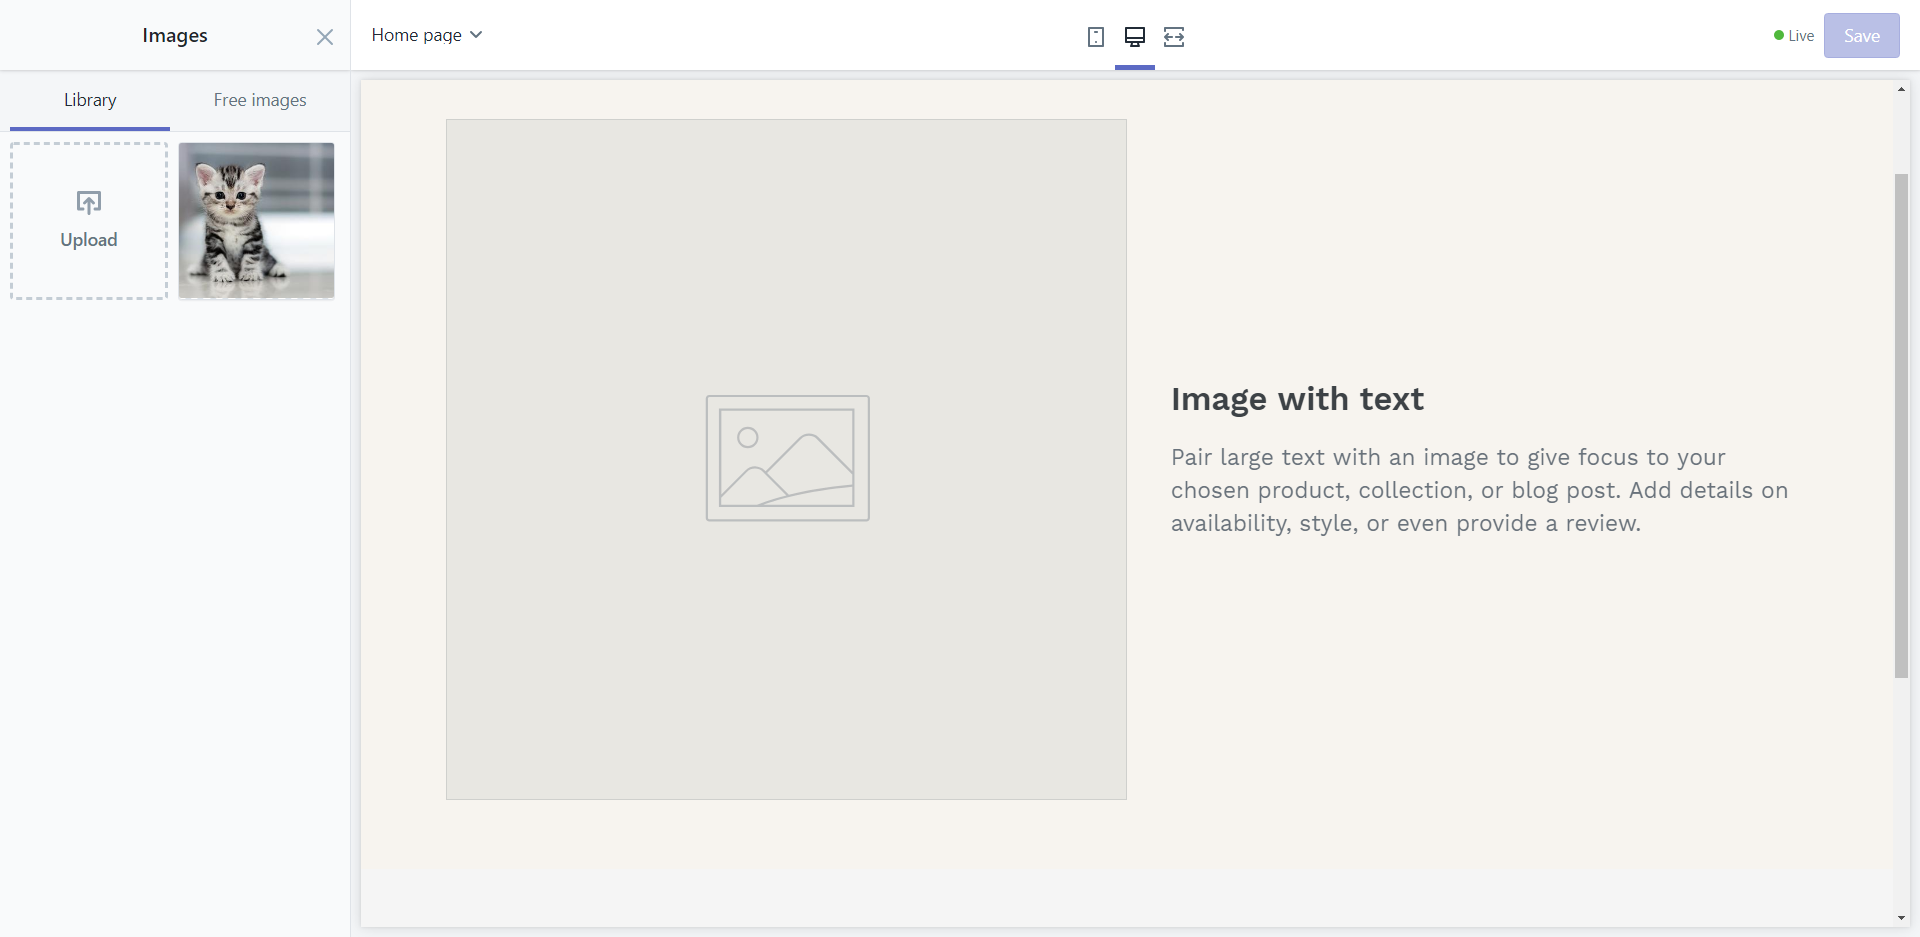 Images
Home page
Live
Save
Library
Free images
Upload
Image with text
Pair large text with an image to give focus to your
chosen product, collection, or blog post. Add details on
availability, style, or even provide a review.